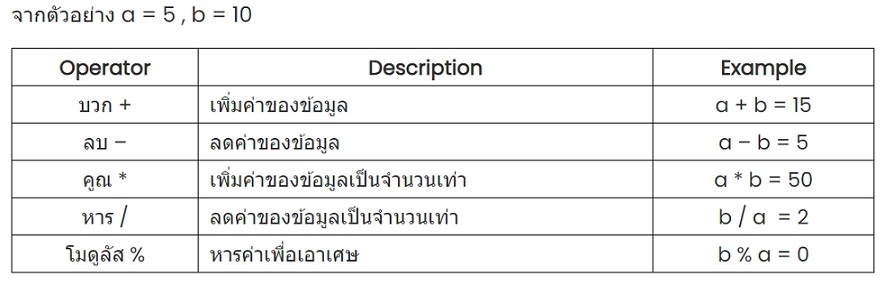 จากตัวอย่าง a = 5 , b = 10
Operator Description Example
บวก + เพิ่มค่าของข้อมูล a + b = 15
ลบ – ลดค่าของข้อมูล a – b = 5
คูณ * เพิ่มค่าของข้อมูลเป็นจำนวนเท่า a * b = 50
หาร / ลดค่าของข้อมูลเป็นจำนวนเท่า b / a = 2
โมดูลัส % หารค่าเพื่อเอาเศษ b % a = 0